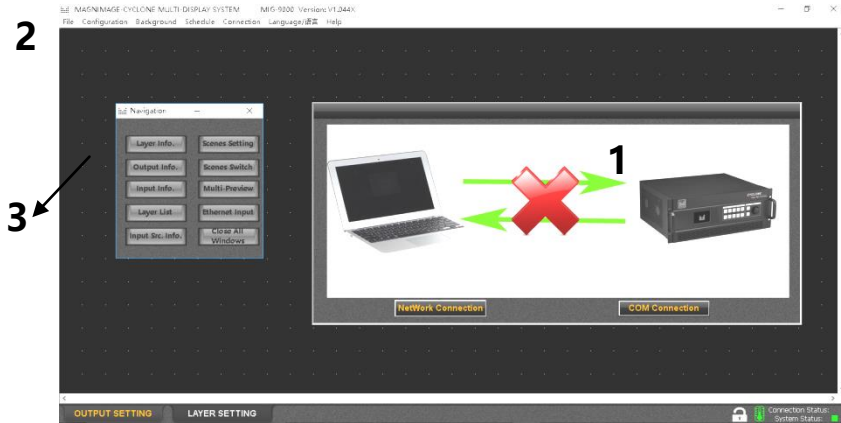 MAGNIMAGE-CYCLONE MULTI-DISPLAY SYSTEM MIG-9000 Version: V1.044X
File Configuration Background Schedule Connection Language/语言 Help
2
Navigation
Layer Info. Scenes Setting
Output Info. Scenes Switch
Input Info. Multi-Preview
Layer List Ethernet Input
Input Src. Info. Close All Windows
1
3
NetWork Connection COM Connection
OUTPUT SETTING LAYER SETTING
Connection Status:
System Status: